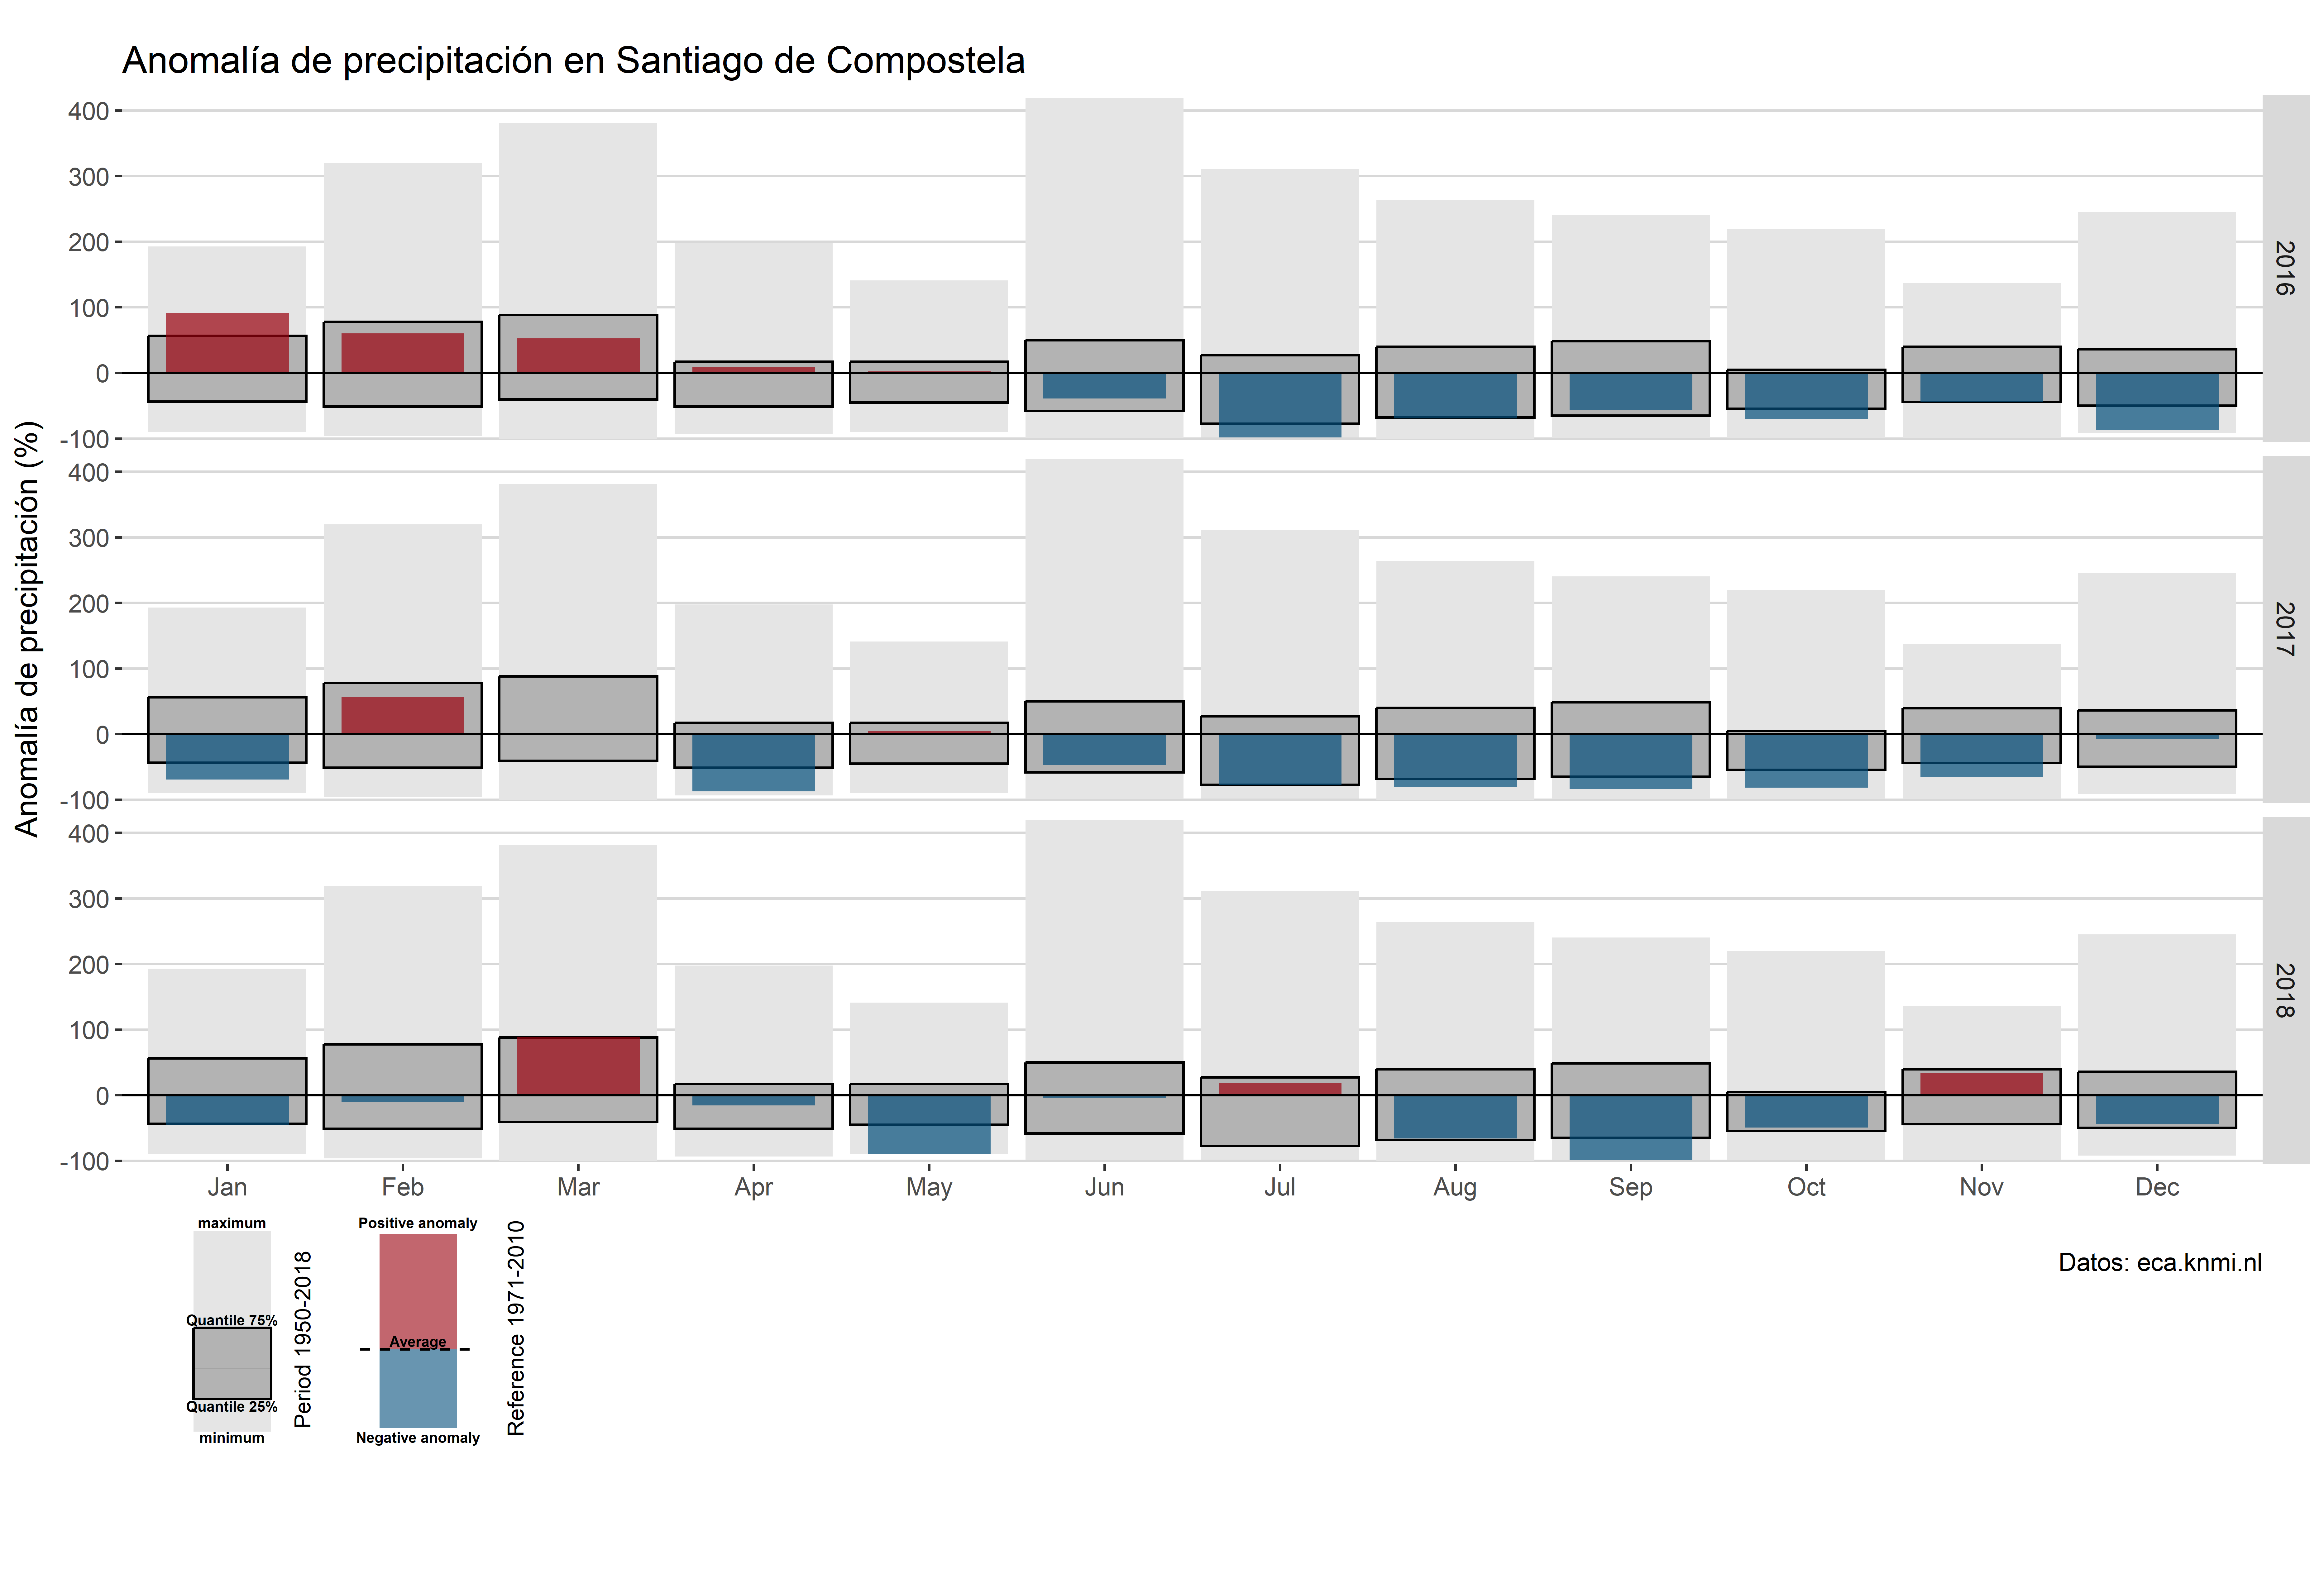 Anomalía de precipitación en Santiago de Compostela
Anomalía de precipitación (%)
400
300
200
100
0
-100
2016
400
300
200
100
0
-100
2017
400
300
200
100
0
-100
2018
Jan Feb Mar Apr May Jun Jul Aug Sep Oct Nov Dec
maximum
Quantile 75%
Quantile 25%
minimum
Period 1950-2018
Positive anomaly
Average
Negative anomaly
Reference 1971-2010
Datos: eca.knmi.nl